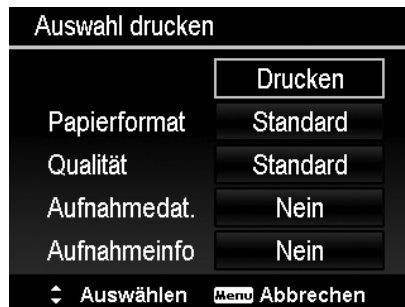 Auswahl drucken
Drucken
Papierformat Standard
Qualität Standard
Aufnahmedat. Nein
Aufnahmeinfo Nein
Auswählen Menu Abbrechen